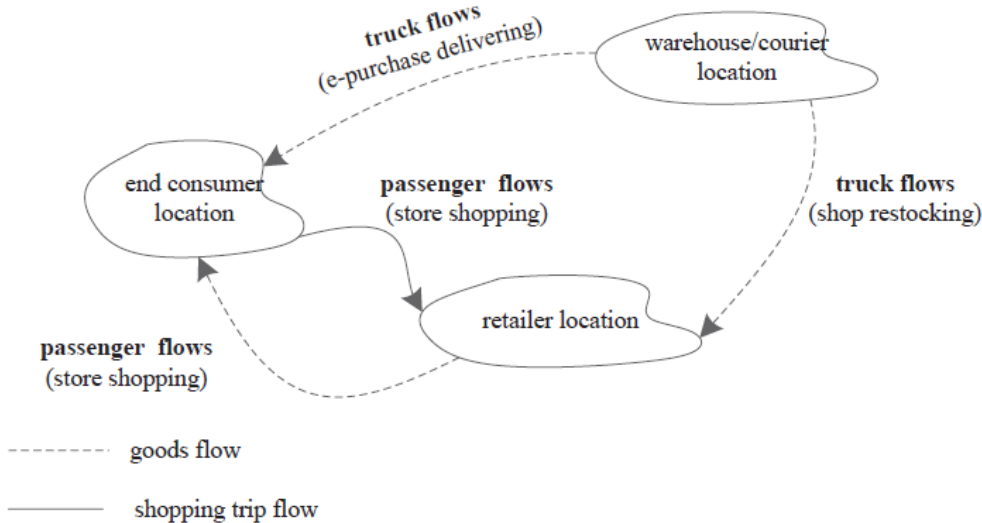 truck flows
(e-purchase delivering)
warehouse/courier
location
end consumer
location
passenger flows
(store shopping)
truck flows
(shop restocking)
retailer location
passenger flows
(store shopping)
goods flow
shopping trip flow